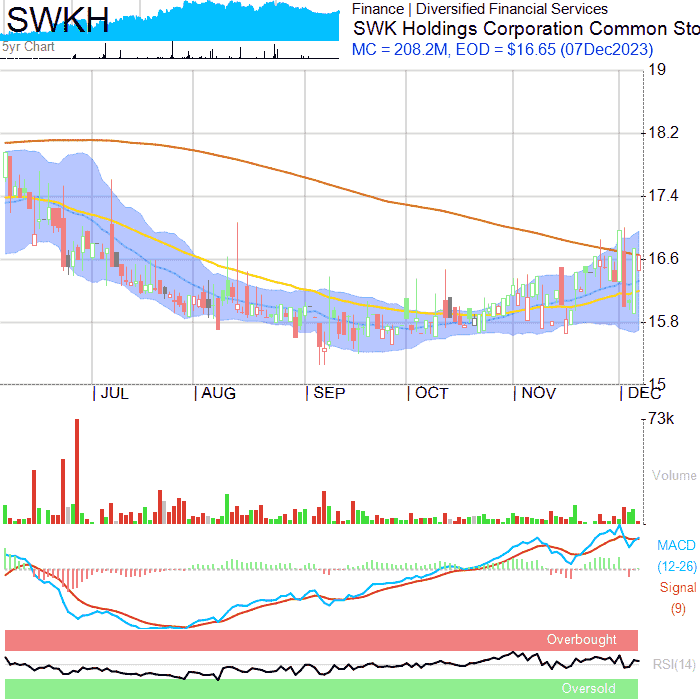 SWKH
5yr Chart
Finance | Diversified Financial Services
SWK Holdings Corporation Common Sto
MC = 208.2M, EOD = $16.65 (07Dec2023)
19
18.2
17.4
16.6
15.8
15
JUL AUG SEP OCT NOV DEC
73k
Volume
MACD
(12-26)
Signal
(9)
Overbought
RSI(14)
Oversold